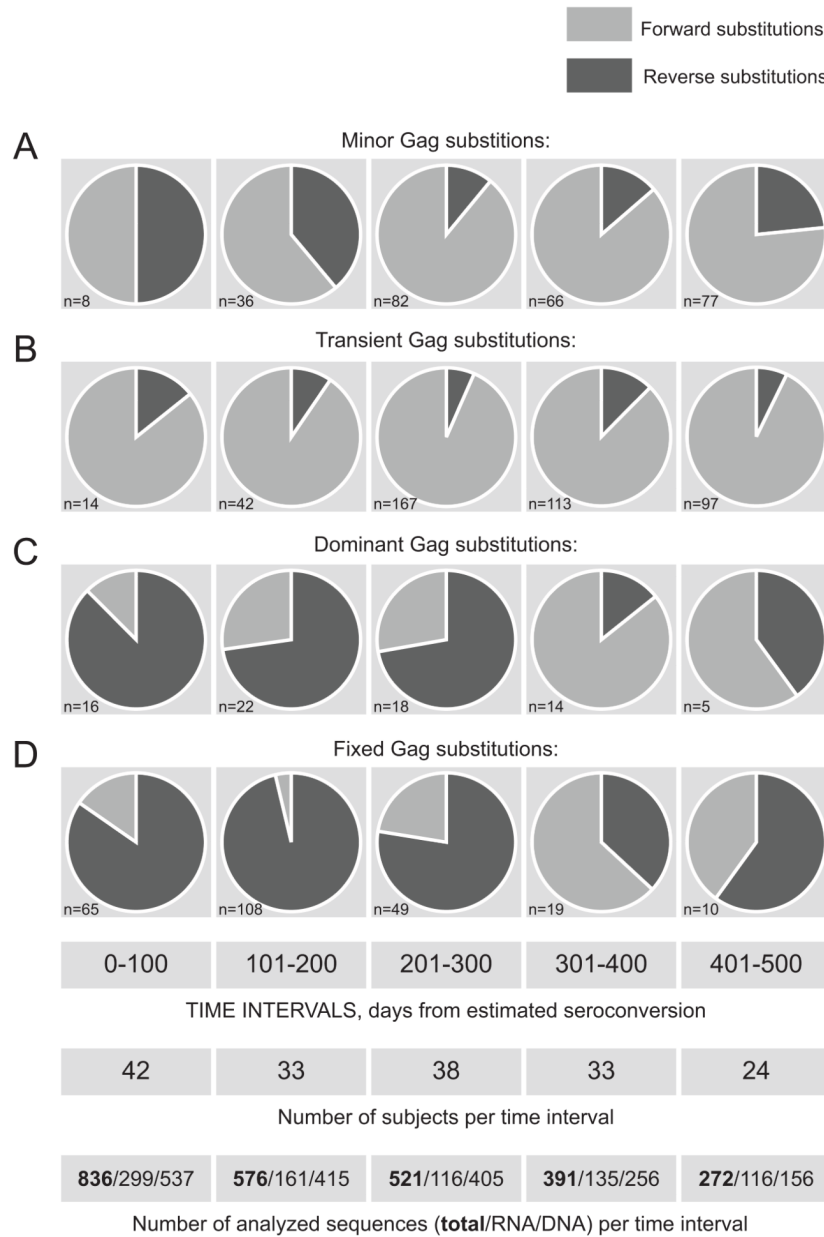 Forward substitutions
Reverse substitutions
A
Minor Gag substitions:
n=8 n=36 n=82 n=66 n=77
B
Transient Gag substitutions:
n=14 n=42 n=167 n=113 n=97
C
Dominant Gag substitutions:
n=16 n=22 n=18 n=14 n=5
D
Fixed Gag substitutions:
n=65 n=108 n=49 n=19 n=10
0-100 101-200 201-300 301-400 401-500
TIME INTERVALS, days from estimated seroconversion
42 33 38 33 24
Number of subjects per time interval
836/299/537 576/161/415 521/116/405 391/135/256 272/116/156
Number of analyzed sequences (total/RNA/DNA) per time interval